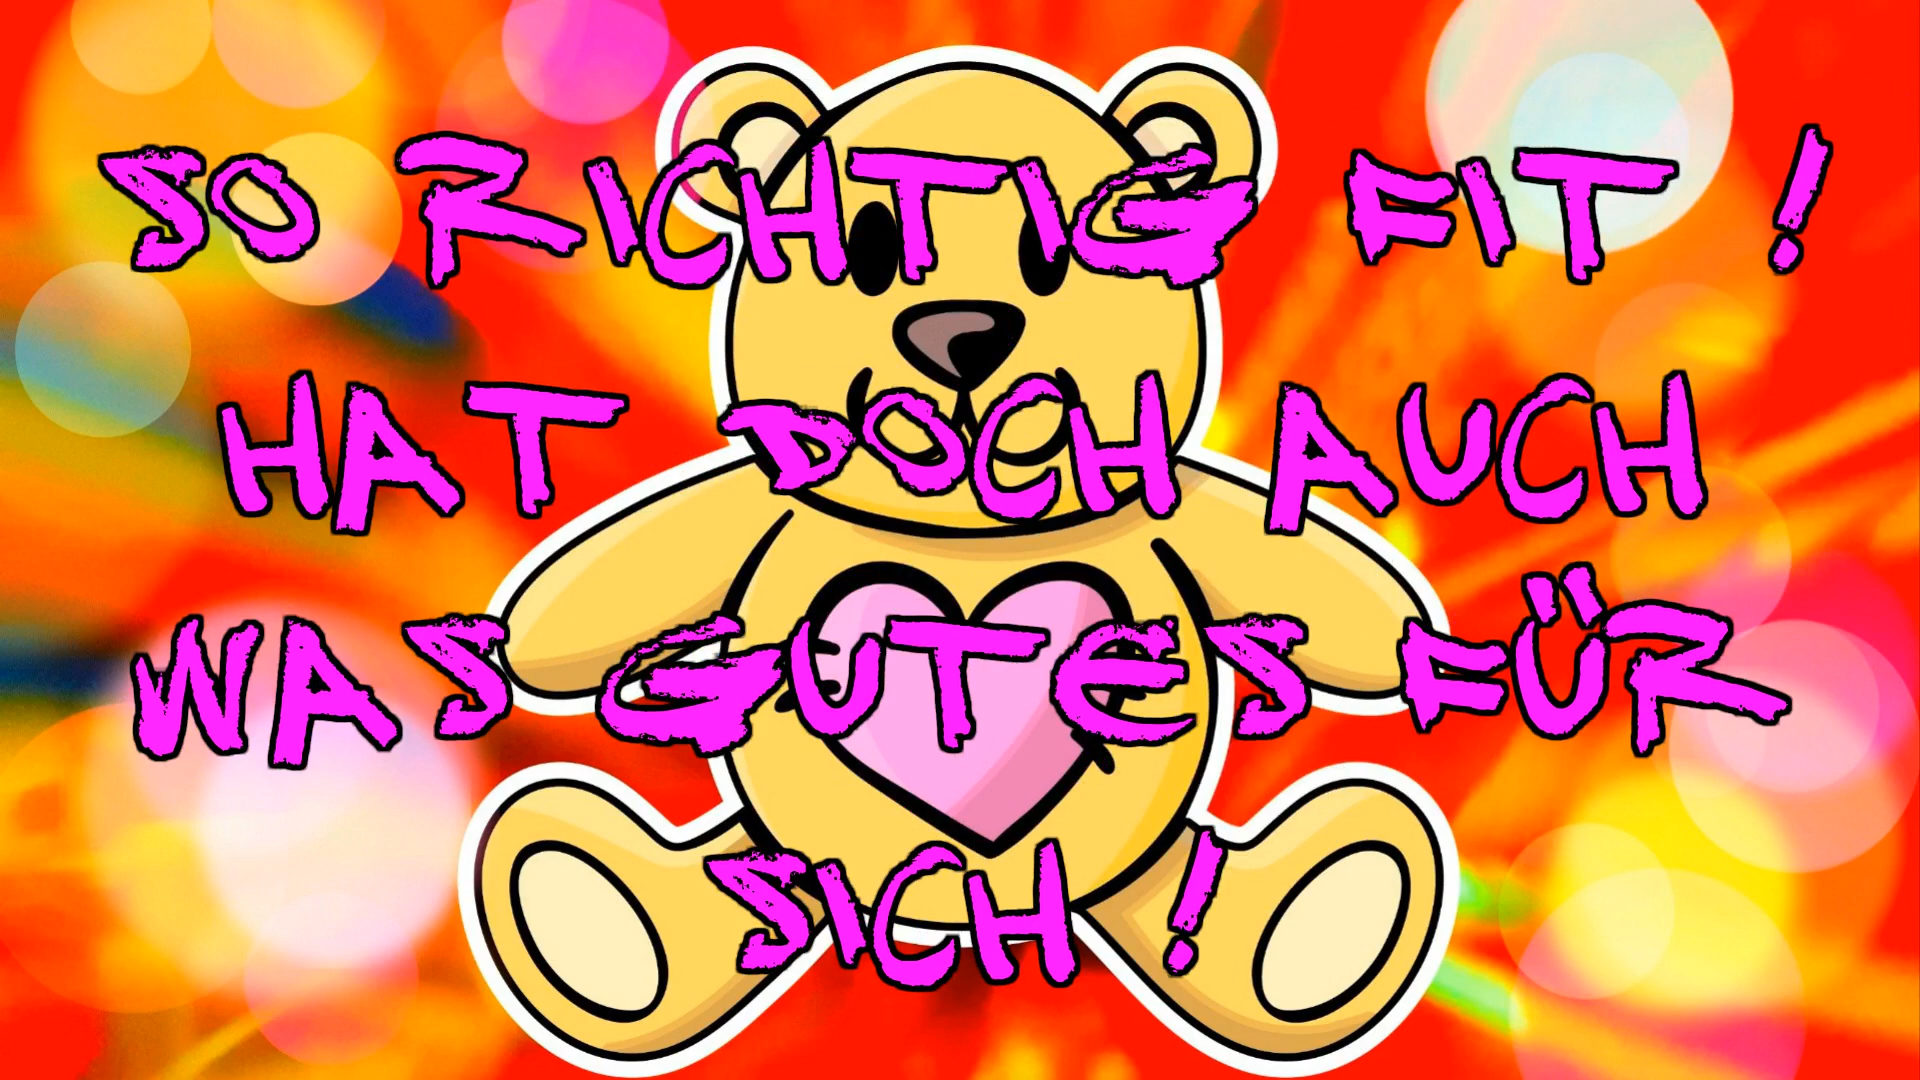 SO RICHTIG FIT !
HAT DOCH AUCH
WAS GUTES FÜR
SICH !